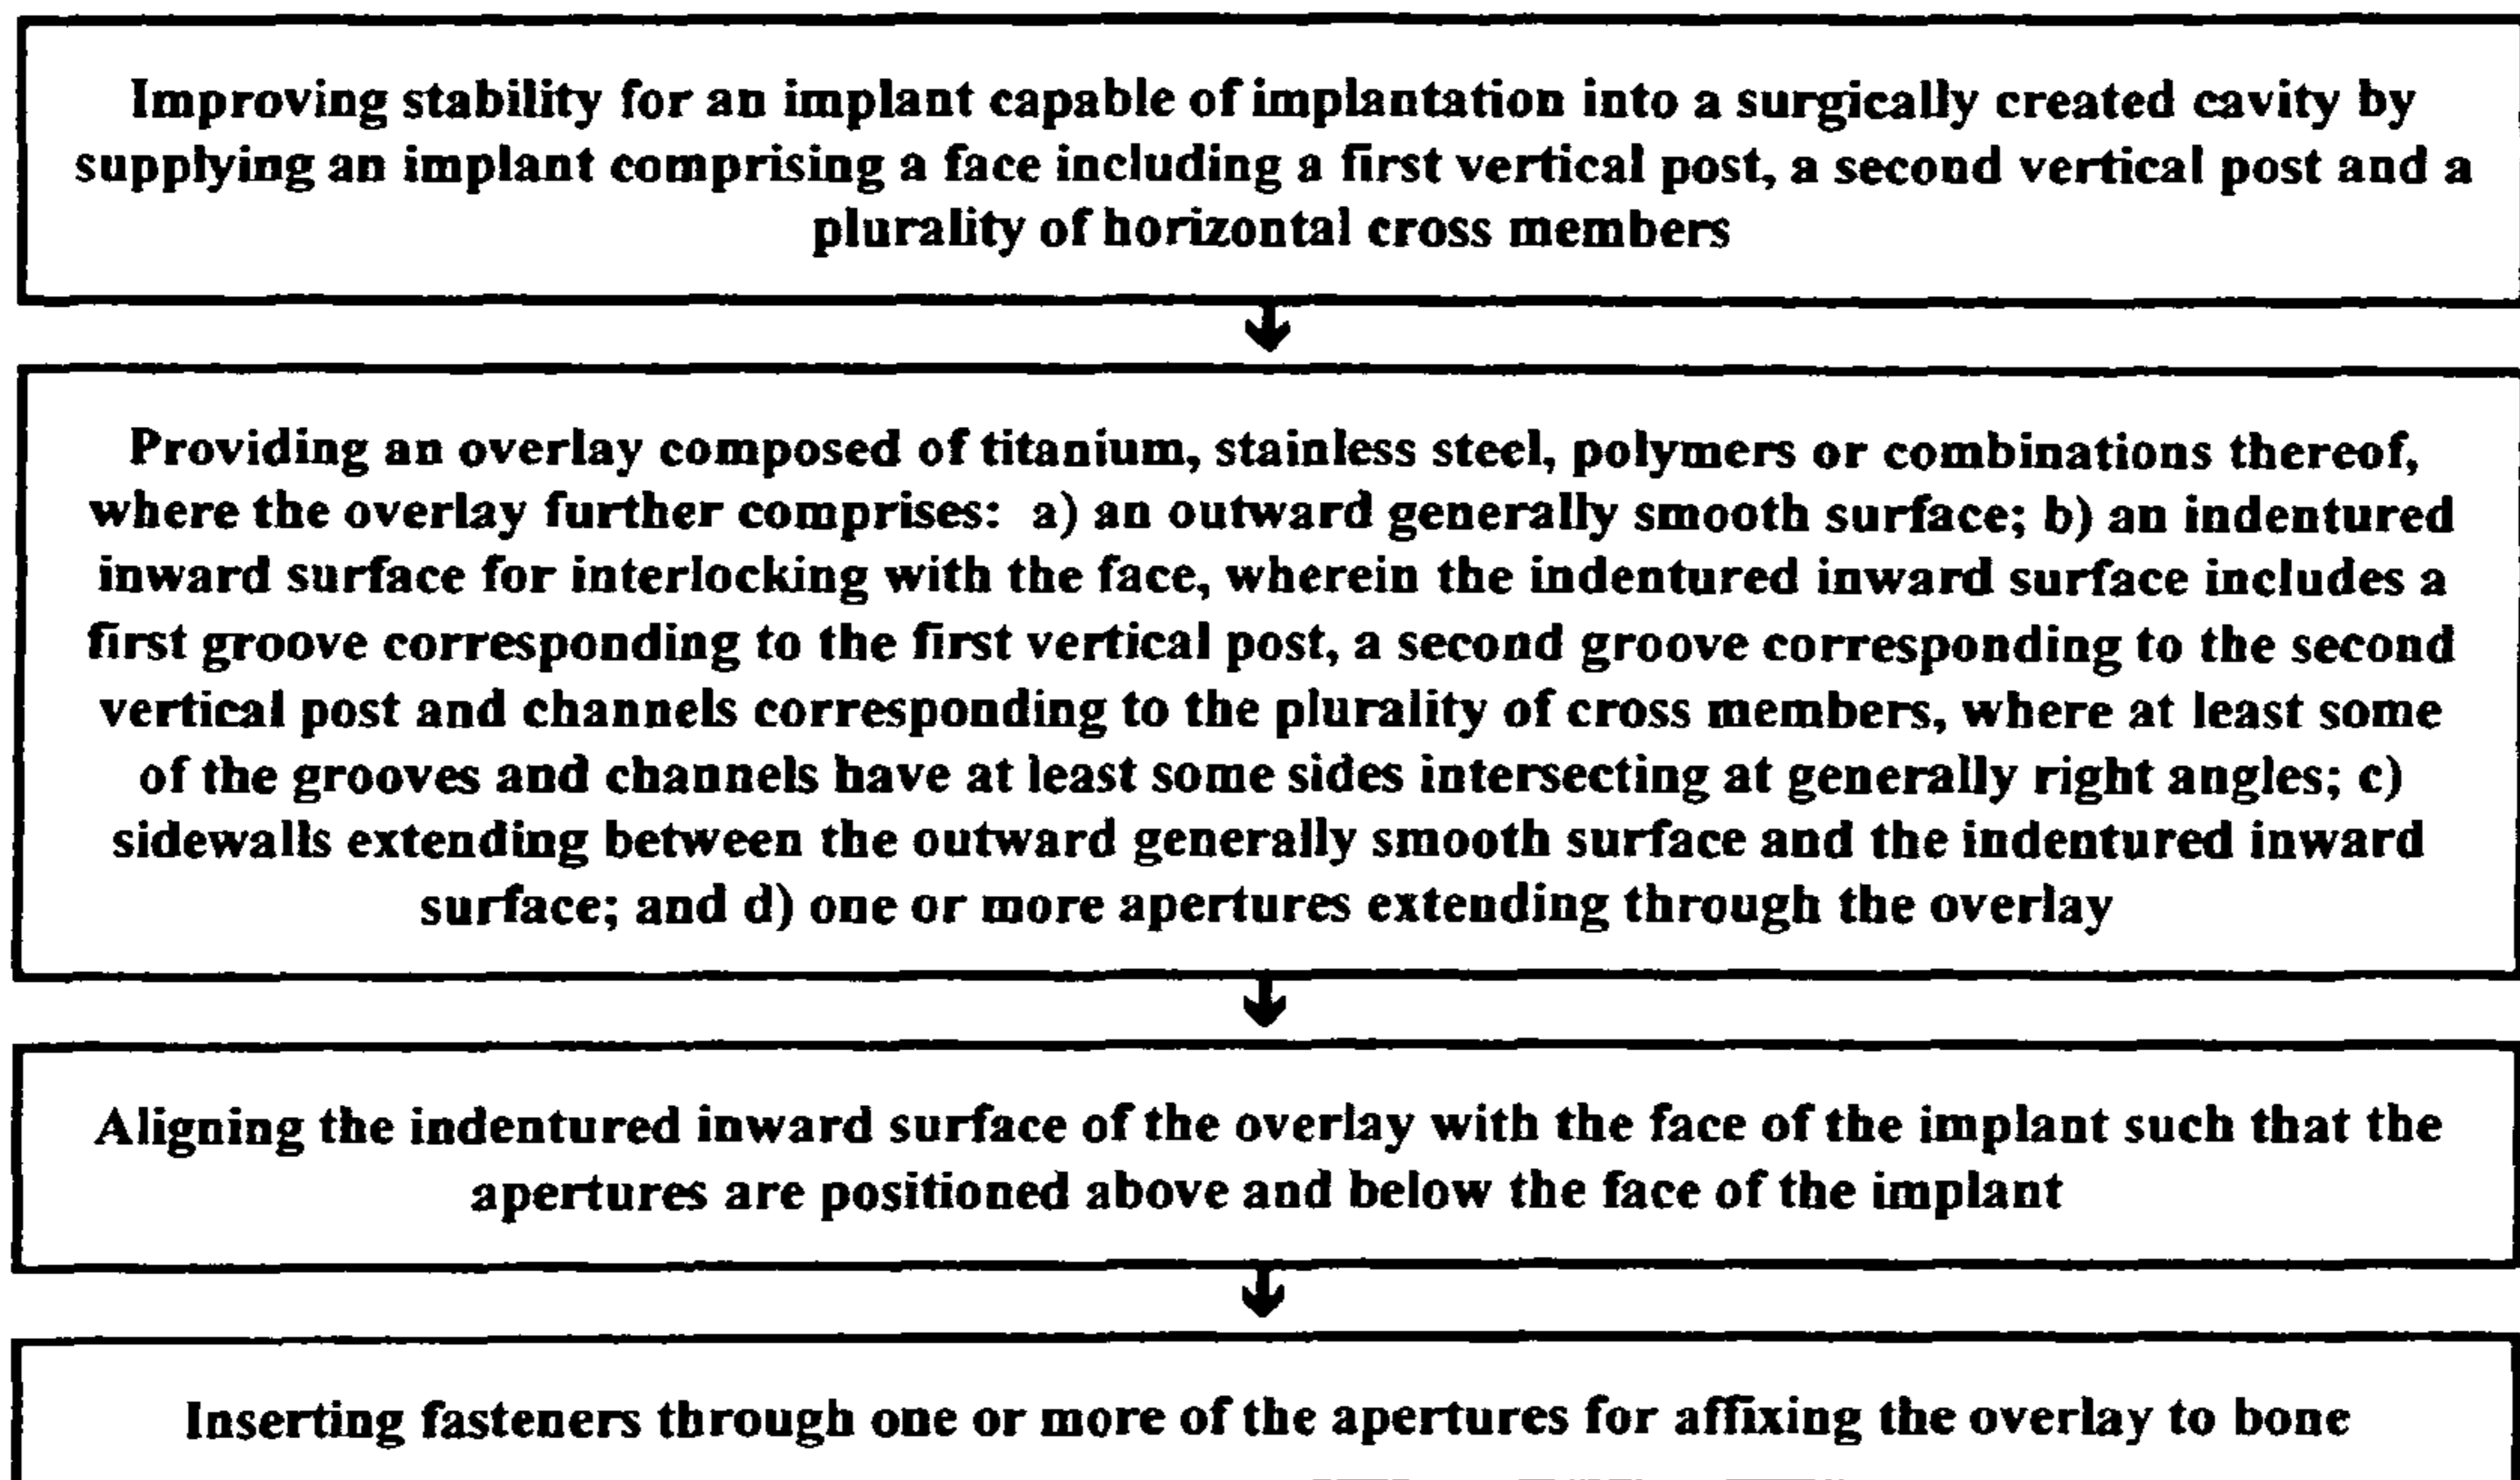 Improving stability for an implant capable of implantation into a surgically created cavity by
supplying an implant comprising a face including a first vertical post, a second vertical post and a
plurality of horizontal cross members
Providing an overlay composed of titanium, stainless steel, polymers or combinations thereof,
where the overlay further comprises: a) an outward generally smooth surface; b) an indentured
inward surface for interlocking with the face, wherein the indentured inward surface includes a
first groove corresponding to the first vertical post, a second groove corresponding to the second
vertical post and channels corresponding to the plurality of cross members, where at least some
of the grooves and channels have at least some sides intersecting at generally right angles; c)
sidewalls extending between the outward generally smooth surface and the indentured inward
surface; and d) one or more apertures extending through the overlay
Aligning the indentured inward surface of the overlay with the face of the implant such that the
apertures are positioned above and below the face of the implant
Inserting fasteners through one or more of the apertures for affixing the overlay to bone